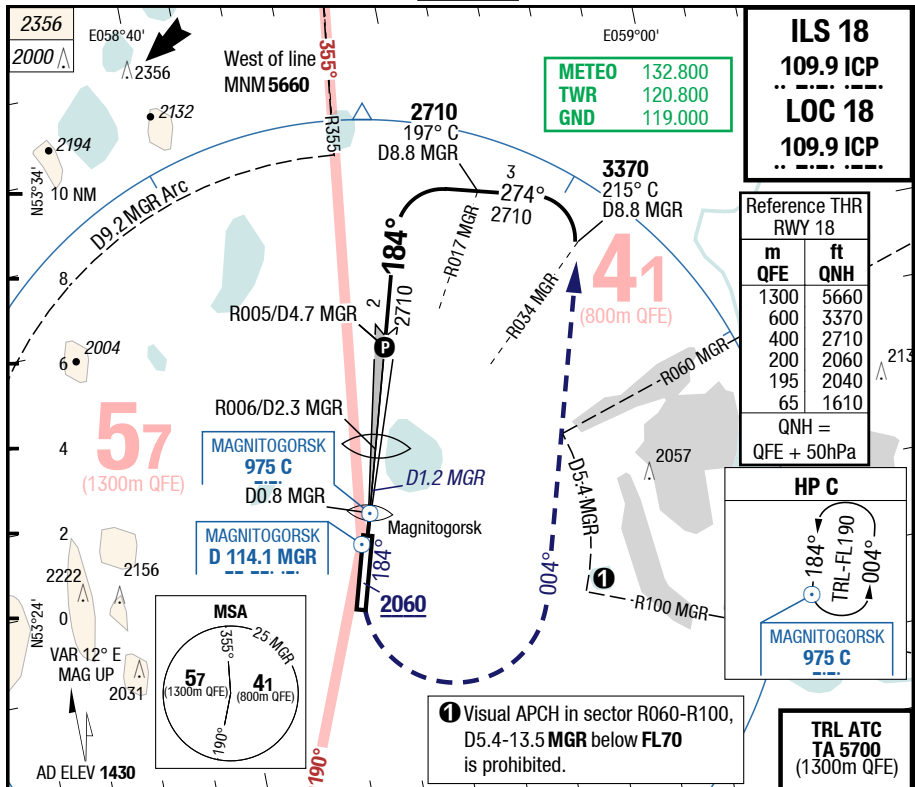 2356
2000
E058°40'
2356
2132
2194
10 NM
N53°34'
D9.2 MGR Arc
West of line
MNM 5660
355°
R355
2710
197° C
D8.8 MGR
E059°00'
METEO 132.800
TWR 120.800
GND 119.000
ILS 18
109.9 ICP
LOC 18
109.9 ICP
3
274°
2710
3370
215° C
D8.8 MGR
R017 MGR
R034 MGR
184°
2
2710
41
(800m QFE)
Reference THR
RWY 18
m ft
QFE QNH
1300 5660
600 3370
400 2710
200 2060
195 2040
65 1610
QNH =
QFE + 50hPa
8
R005/D4.7 MGR
P
6
2004
R060 MGR
213
57
(1300m QFE)
R006/D2.3 MGR
4
MAGNITOGORSK
975 C
D1.2 MGR
D5.4 MGR
2057
D0.8 MGR
Magnitogorsk
2
MAGNITOGORSK
D 114.1 MGR
184°
2060
004°
1
R100 MGR
HP C
184°
TRL-FL190
004°
MAGNITOGORSK
975 C
2222
2156
0
N53°24'
VAR 12° E
MAG UP
2031
AD ELEV 1430
MSA
355°
25 MGR
57
(1300m QFE)
41
(800m QFE)
190°
190°
1 Visual APCH in sector R060-R100,
D5.4-13.5 MGR below FL70
is prohibited.
TRL ATC
TA 5700
(1300m QFE)